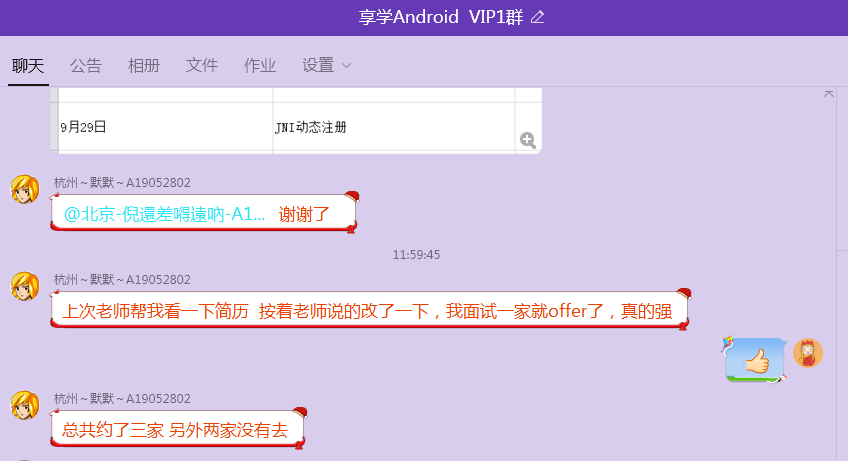 享学Android VIP1群
聊天 公告 相册 文件 作业 设置
9月29日 JNI动态注册
杭州～默默～A19052802
@北京-倪還差嘚遠吶-A1... 谢谢了
11:59:45
杭州～默默～A19052802
上次老师帮我看一下简历 按着老师说的改了一下，我面试一家就offer了，真的强
杭州～默默～A19052802
总共约了三家 另外两家没有去